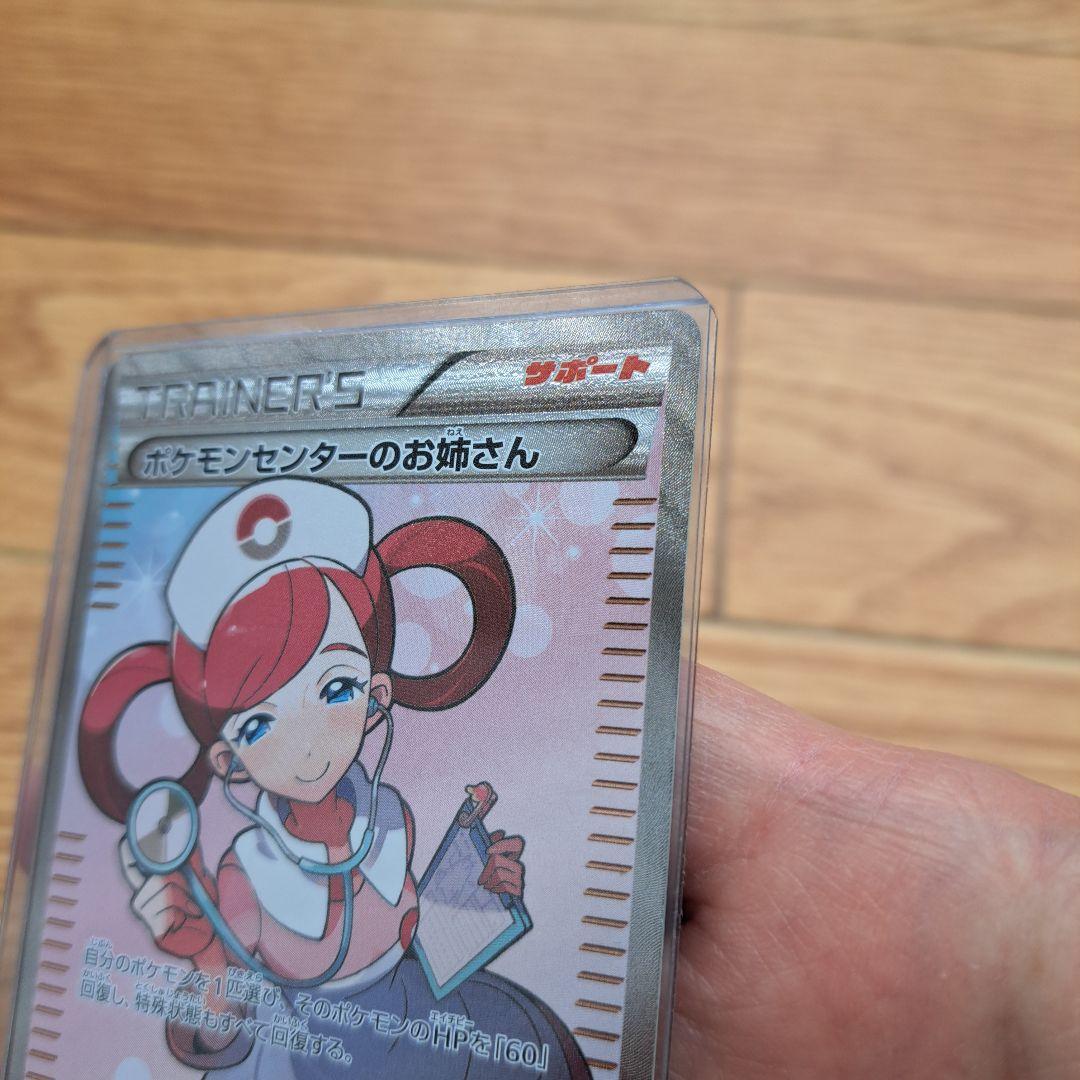 TRAINER'S
サポート
ポケモンセンターのお姉さん
自分のポケモンを1匹選び、そのポケモンのHPを「60」
回復し、特殊状態もすべて回復する。